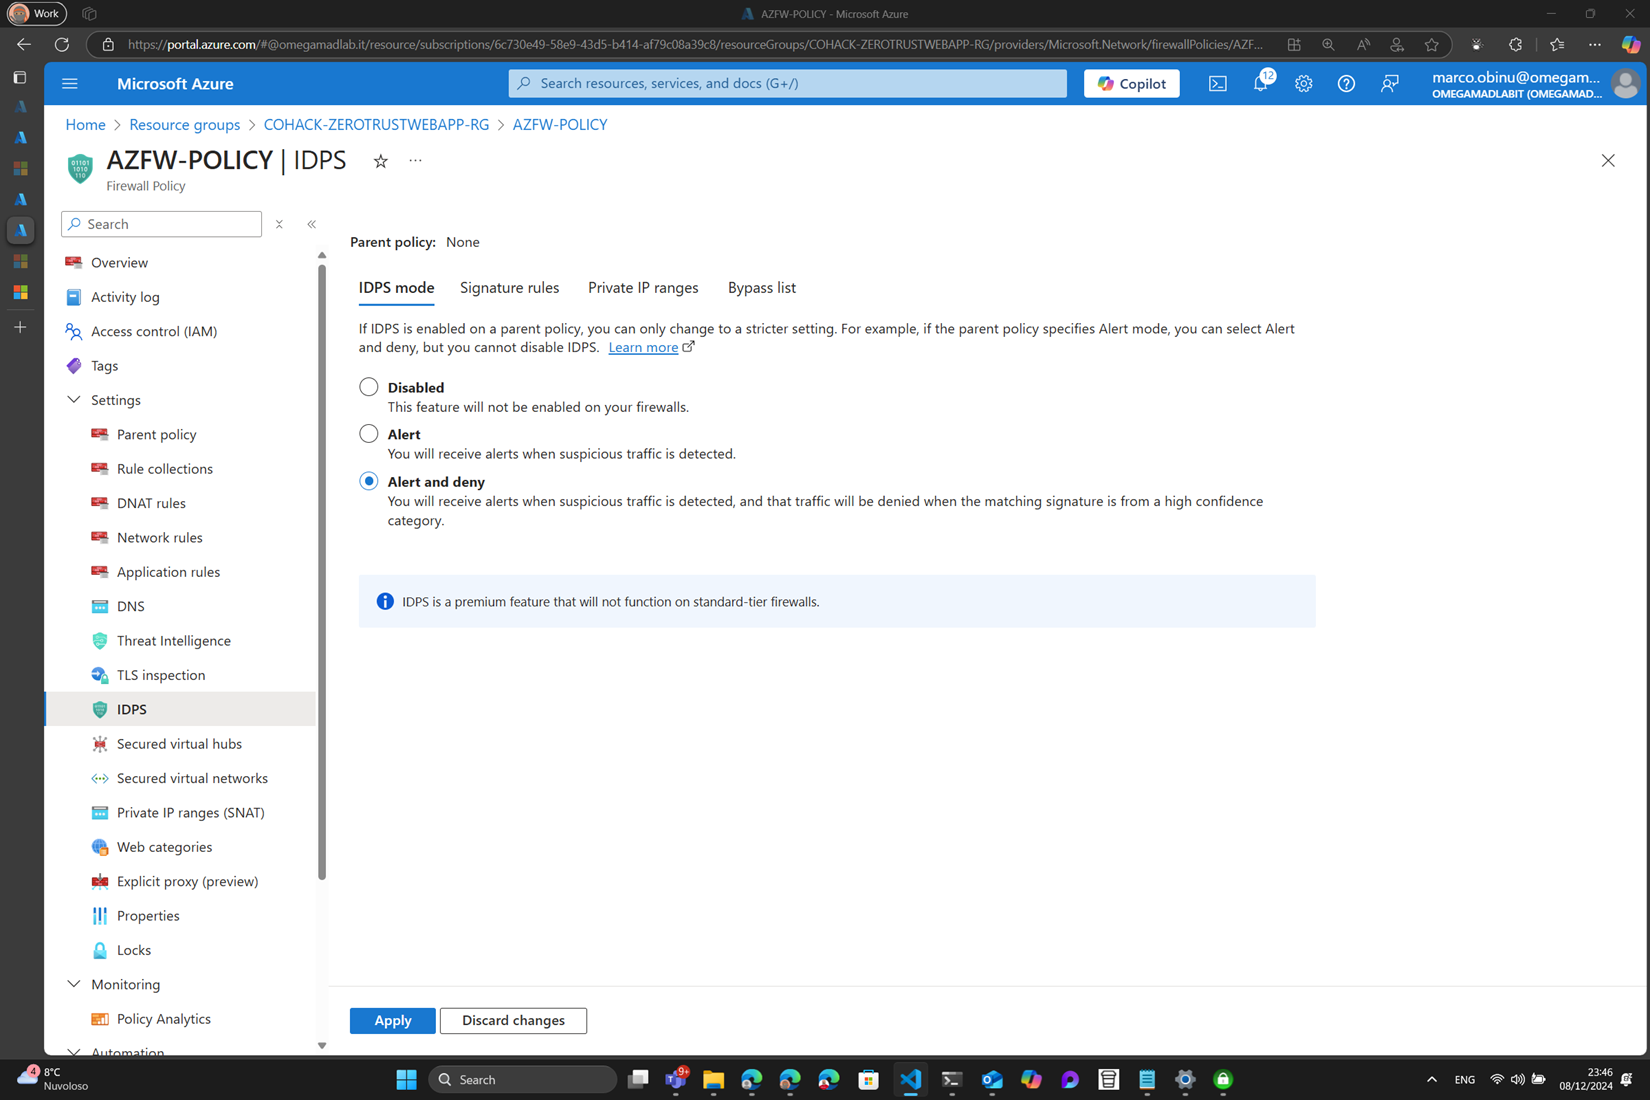 Work
AZFW-POLICY - Microsoft Azure
https://portal.azure.com/#@omegamadlab.it/resource/subscriptions/6c730e49-58e9-43d5-b414-af79c08a39c8/resourceGroups/COHACK-ZEROTRUSTWEBAPP-RG/providers/Microsoft.Network/firewallPolicies/AZF...
Microsoft Azure
Search resources, services, and docs (G+/)
Copilot
12
marco.obinu@omegam...
OMEGAMADLABIT (OMEGAMAD...
Home > Resource groups > COHACK-ZEROTRUSTWEBAPP-RG > AZFW-POLICY
AZFW-POLICY | IDPS
Firewall Policy
Search
Overview
Activity log
Access control (IAM)
Tags
Settings
Parent policy
Rule collections
DNAT rules
Network rules
Application rules
DNS
Threat Intelligence
TLS inspection
IDPS
Secured virtual hubs
Secured virtual networks
Private IP ranges (SNAT)
Web categories
Explicit proxy (preview)
Properties
Locks
Monitoring
Policy Analytics
Automation
Parent policy: None
IDPS mode
Signature rules
Private IP ranges
Bypass list
If IDPS is enabled on a parent policy, you can only change to a stricter setting. For example, if the parent policy specifies Alert mode, you can select Alert
and deny, but you cannot disable IDPS. Learn more
Disabled
This feature will not be enabled on your firewalls.
Alert
You will receive alerts when suspicious traffic is detected.
Alert and deny
You will receive alerts when suspicious traffic is detected, and that traffic will be denied when the matching signature is from a high confidence
category.
IDPS is a premium feature that will not function on standard-tier firewalls.
Apply
Discard changes
4
8°C
Nuvoloso
Search
9+
ENG
23:46
08/12/2024